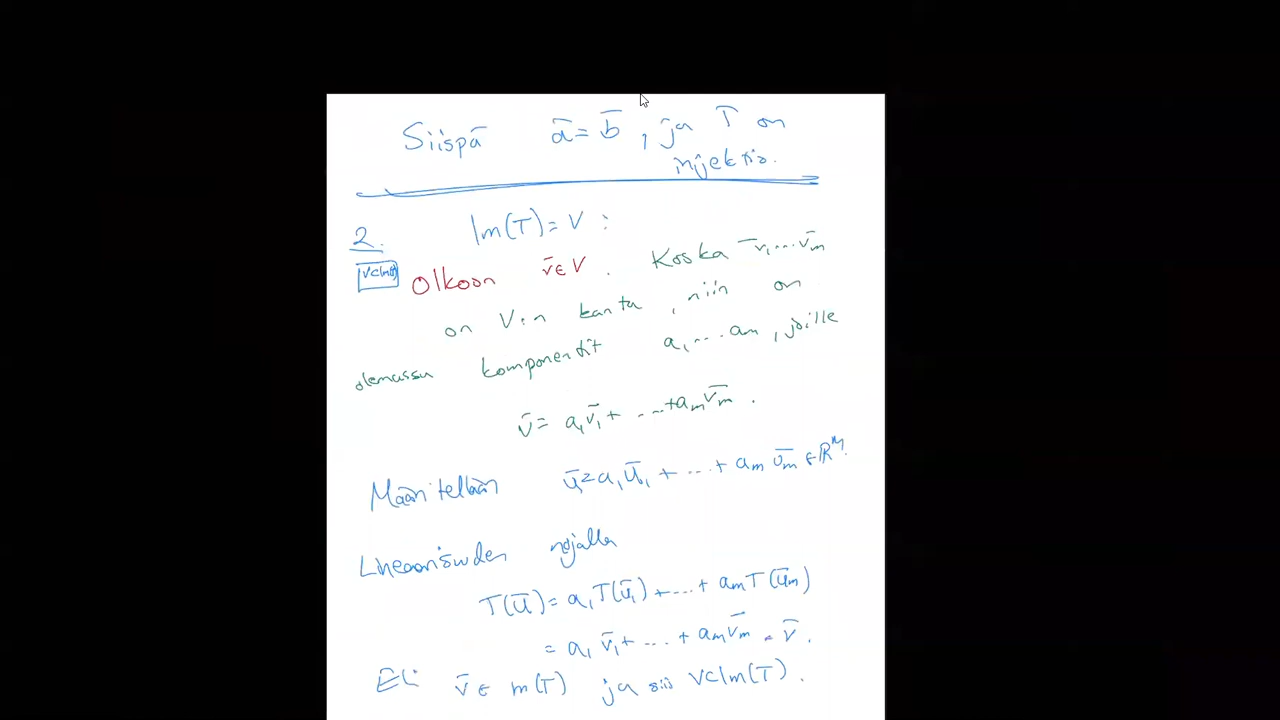 Siispä ā = b̄, ja T on
injektio.
2. Im(T) = V :
V⊂Im(T) Olkoon v̄ ∈ V. Koska v̄₁...v̄m
on V:n kanta, niin on
olemassa komponentit a₁...am, joille
v̄ = a₁v̄₁ + ... + amv̄m.
Määritellään ū = a₁ū₁ + ... + amūm ∈ ℝᵐ.
Lineaarisuuden nojalla
T(ū) = a₁T(ū₁) + ... + amT(ūm)
= a₁v̄₁ + ... + amv̄m = v̄.
Eli v̄ ∈ m(T) ja siis V⊂Im(T).